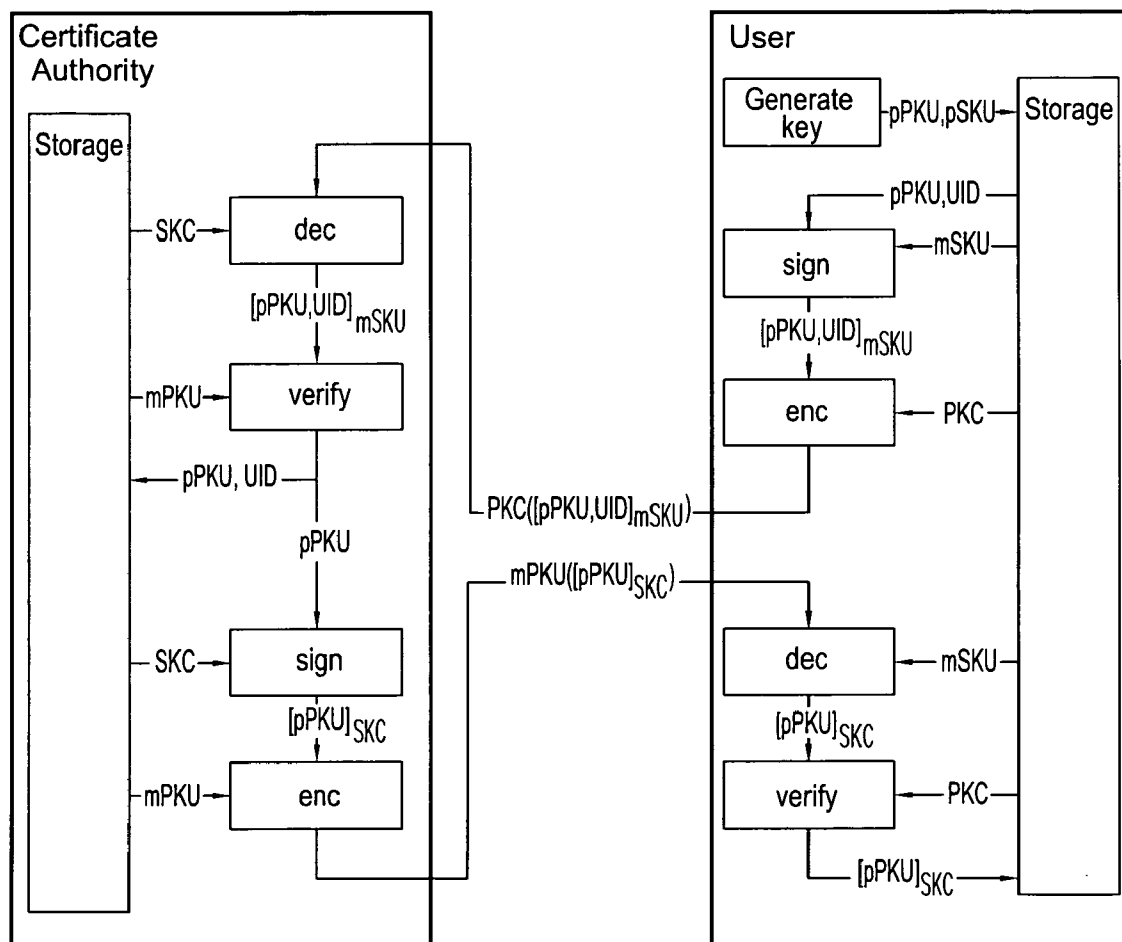 Certificate
Authority
Storage
SKC
dec
[pPKU,UID]mSKU
mPKU
verify
pPKU, UID
pPKU
SKC
sign
[pPKU]SKC
mPKU
enc
PKC([pPKU,UID]mSKU)
mPKU([pPKU]SKC)
User
Generate
key
pPKU,pSKU
Storage
pPKU,UID
mSKU
sign
[pPKU,UID]mSKU
enc
PKC
dec
mSKU
[pPKU]SKC
verify
PKC
[pPKU]SKC